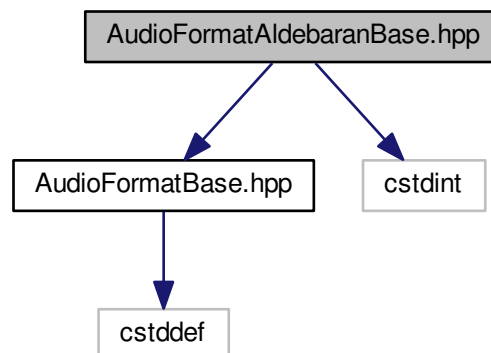 AudioFormatAldebaranBase.hpp
AudioFormatBase.hpp
cstdint
cstddef